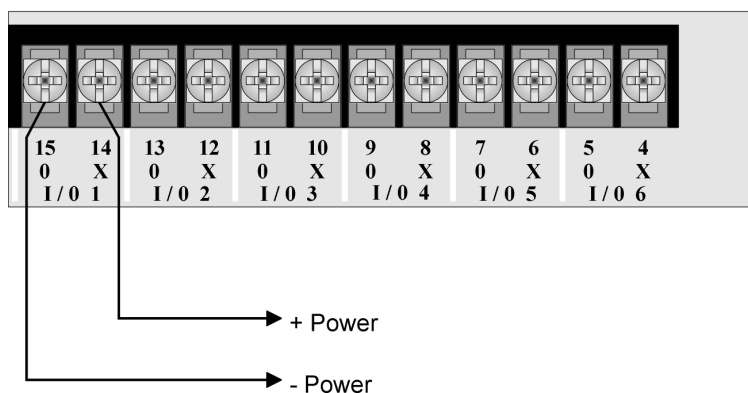 15 14 13 12 11 10 9 8 7 6 5 4
0 X 0 X 0 X 0 X 0 X 0 X
I/0 1 I/0 2 I/0 3 I/0 4 I/0 5 I/0 6
+ Power
- Power